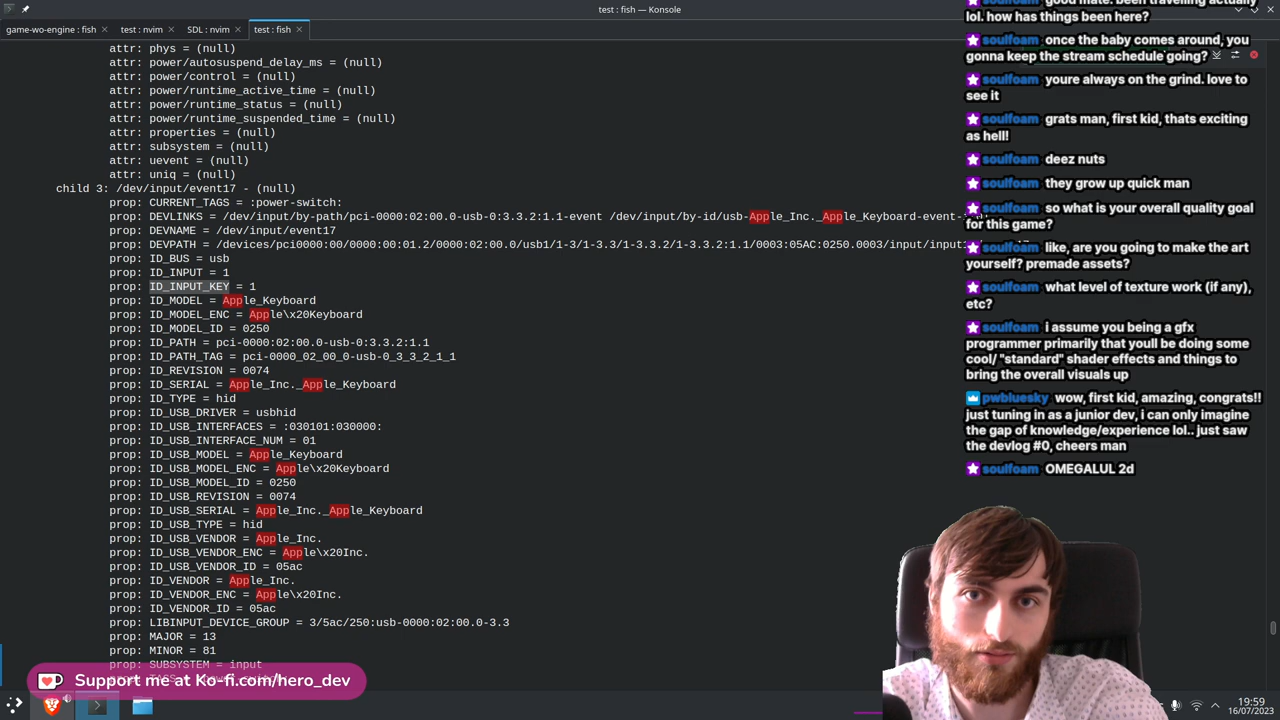 test : fish — Konsole
game-wo-engine : fish
test : nvim
SDL : nvim
test : fish
attr: phys = (null)
attr: power/autosuspend_delay_ms = (null)
attr: power/control = (null)
attr: power/runtime_active_time = (null)
attr: power/runtime_status = (null)
attr: power/runtime_suspended_time = (null)
attr: properties = (null)
attr: subsystem = (null)
attr: uevent = (null)
attr: uniq = (null)
child 3: /dev/input/event17 - (null)
prop: CURRENT_TAGS = :power-switch:
prop: DEVLINKS = /dev/input/by-path/pci-0000:02:00.0-usb-0:3.3.2:1.1-event /dev/input/by-id/usb-Apple_Inc._Apple_Keyboard-event-
prop: DEVNAME = /dev/input/event17
prop: DEVPATH = /devices/pci0000:00/0000:00:01.2/0000:02:00.0/usb1/1-3/1-3.3/1-3.3.2/1-3.3.2:1.1/0003:05AC:0250.0003/input/
prop: ID_BUS = usb
prop: ID_INPUT = 1
prop: ID_INPUT_KEY = 1
prop: ID_MODEL = Apple_Keyboard
prop: ID_MODEL_ENC = Apple\x20Keyboard
prop: ID_MODEL_ID = 0250
prop: ID_PATH = pci-0000:02:00.0-usb-0:3.3.2:1.1
prop: ID_PATH_TAG = pci-0000_02_00_0-usb-0_3_3_2_1_1
prop: ID_REVISION = 0074
prop: ID_SERIAL = Apple_Inc._Apple_Keyboard
prop: ID_TYPE = hid
prop: ID_USB_DRIVER = usbhid
prop: ID_USB_INTERFACES = :030101:030000:
prop: ID_USB_INTERFACE_NUM = 01
prop: ID_USB_MODEL = Apple_Keyboard
prop: ID_USB_MODEL_ENC = Apple\x20Keyboard
prop: ID_USB_MODEL_ID = 0250
prop: ID_USB_REVISION = 0074
prop: ID_USB_SERIAL = Apple_Inc._Apple_Keyboard
prop: ID_USB_TYPE = hid
prop: ID_USB_VENDOR = Apple_Inc.
prop: ID_USB_VENDOR_ENC = Apple\x20Inc.
prop: ID_USB_VENDOR_ID = 05ac
prop: ID_VENDOR = Apple_Inc.
prop: ID_VENDOR_ENC = Apple\x20Inc.
prop: ID_VENDOR_ID = 05ac
prop: LIBINPUT_DEVICE_GROUP = 3/5ac/250:usb-0000:02:00.0-3.3
prop: MAJOR = 13
prop: MINOR = 81
prop: SUBSYSTEM = input
Support me at Ko-fi.com/hero_dev
soulfoam good mate. been travelling actually
lol. how has things been here?
soulfoam once the baby comes around, you
gonna keep the stream schedule going?
soulfoam youre always on the grind. love to
see it
soulfoam grats man, first kid, thats exciting
as hell!
soulfoam deez nuts
soulfoam they grow up quick man
soulfoam so what is your overall quality goal
for this game?
soulfoam like, are you going to make the art
yourself? premade assets?
soulfoam what level of texture work (if any),
etc?
soulfoam i assume you being a gfx
programmer primarily that youll be doing some
cool/ "standard" shader effects and things to
bring the overall visuals up
pwbluesky wow, first kid, amazing, congrats!!
just tuning in as a junior dev, i can only imagine
the gap of knowledge/experience lol.. just saw
the devlog #0, cheers man
soulfoam OMEGALUL 2d
19:59
16/07/2023